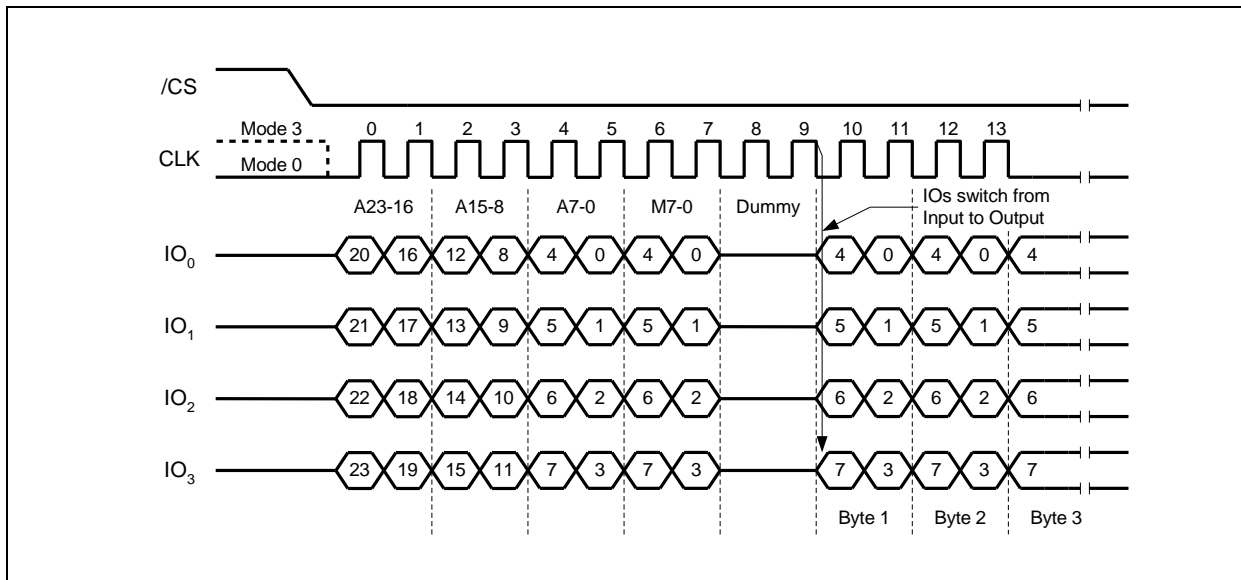 /CS
Mode 3 0 1 2 3 4 5 6 7 8 9 10 11 12 13
CLK
Mode 0
A23-16 A15-8 A7-0 M7-0 Dummy IOs switch from
Input to Output
IO0 20 16 12 8 4 0 4 0 4 0 4 0 4
IO1 21 17 13 9 5 1 5 1 5 1 5 1 5
IO2 22 18 14 10 6 2 6 2 6 2 6 2 6
IO3 23 19 15 11 7 3 7 3 7 3 7 3 7
Byte 1 Byte 2 Byte 3